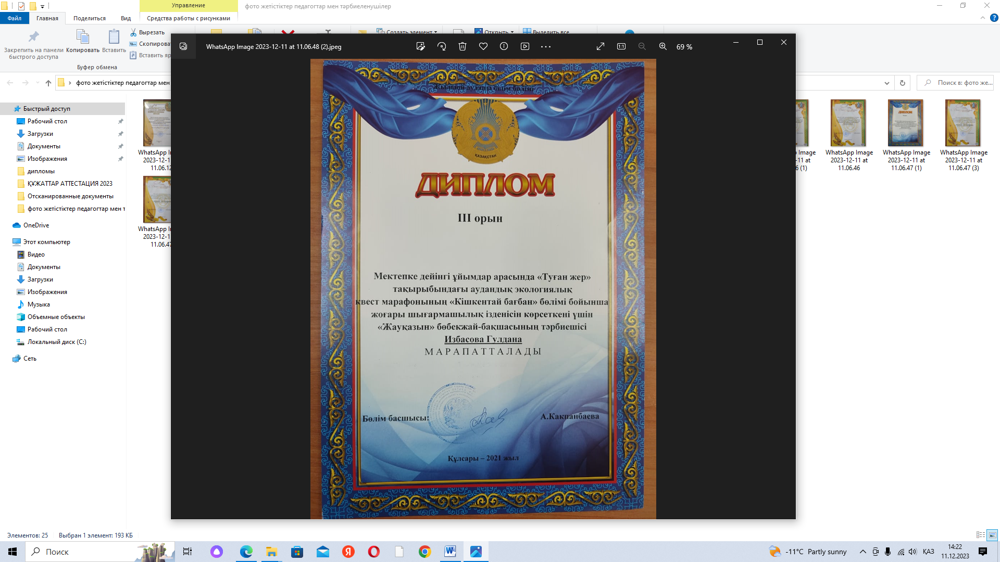 Управление
фото жетістіктер педагогтар мен тәрбиеленушілер
Файл
Главная
Поделиться
Вид
Средства работы с рисунками
Закрепить на панели
быстрого доступа
Копировать
Вставить
Вырезать
Скопировать
Вставить яр
Буфер обмена
Создать элемент
Открыть
Выделить все
WhatsApp Image 2023-12-11 at 11.06.48 (2).jpeg
69 %
фото жетістіктер педагогтар мен
Поиск в: фото же...
Быстрый доступ
Рабочий стол
Загрузки
Документы
Изображения
дипломы
ҚҰЖАТТАР АТТЕСТАЦИЯ 2023
Отсканированные документы
фото жетістіктер педагогтар мен т
OneDrive
Этот компьютер
Видео
Документы
Загрузки
Изображения
Музыка
Объемные объекты
Рабочий стол
Локальный диск (C:)
Сеть
WhatsApp I
2023-12-1
11.06.12
WhatsApp I
2023-12-1
11.06.47
Жылыой аудандық білім бөлімі
ҚАЗАҚСТАН
ДИПЛОМ
III орын
Мектепке дейінгі ұйымдар арасында «Туған жер»
тақырыбындағы аудандық экологиялық
квест марафонының «Кішкентай бағбан» бөлімі бойынша
жоғары шығармашылық ізденісін көрсеткені үшін
«Жауқазын» бөбекжай-бақшасының тәрбиешісі
Избасова Гулдана
МАРАПАТТАЛАДЫ
Бөлім басшысы:
А.Какпанбаева
Құлсары – 2021 жыл
Image
-11 at
6 (1)
WhatsApp Image
2023-12-11 at
11.06.46
WhatsApp Image
2023-12-11 at
11.06.47 (1)
WhatsApp Image
2023-12-11 at
11.06.47 (3)
Элементов: 25
Выбран 1 элемент: 193 КБ
Поиск
-11°C Partly sunny
ҚАЗ
14:22
11.12.2023